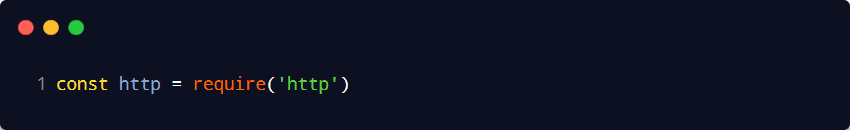 1 const http = require('http')